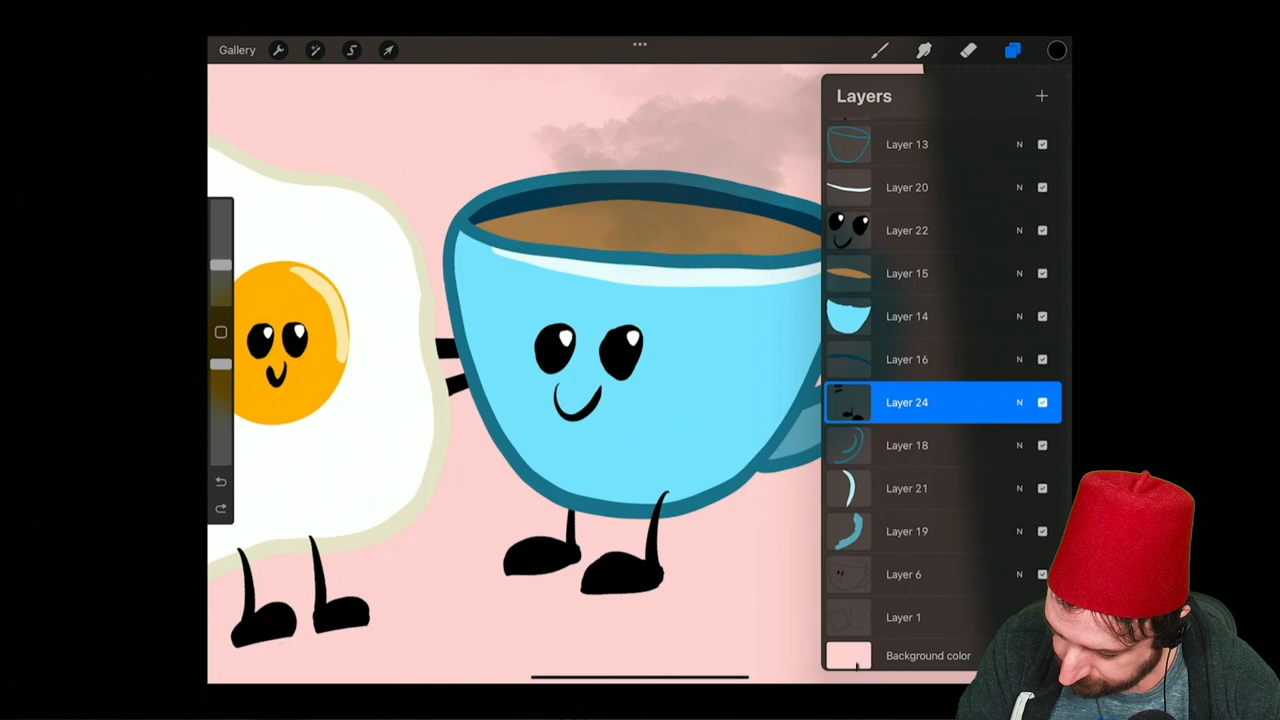 Gallery
Layers
Layer 13 N
Layer 20 N
Layer 22 N
Layer 15 N
Layer 14 N
Layer 16 N
Layer 24 N
Layer 18 N
Layer 21 N
Layer 19 N
Layer 6 N
Layer 1
Background color